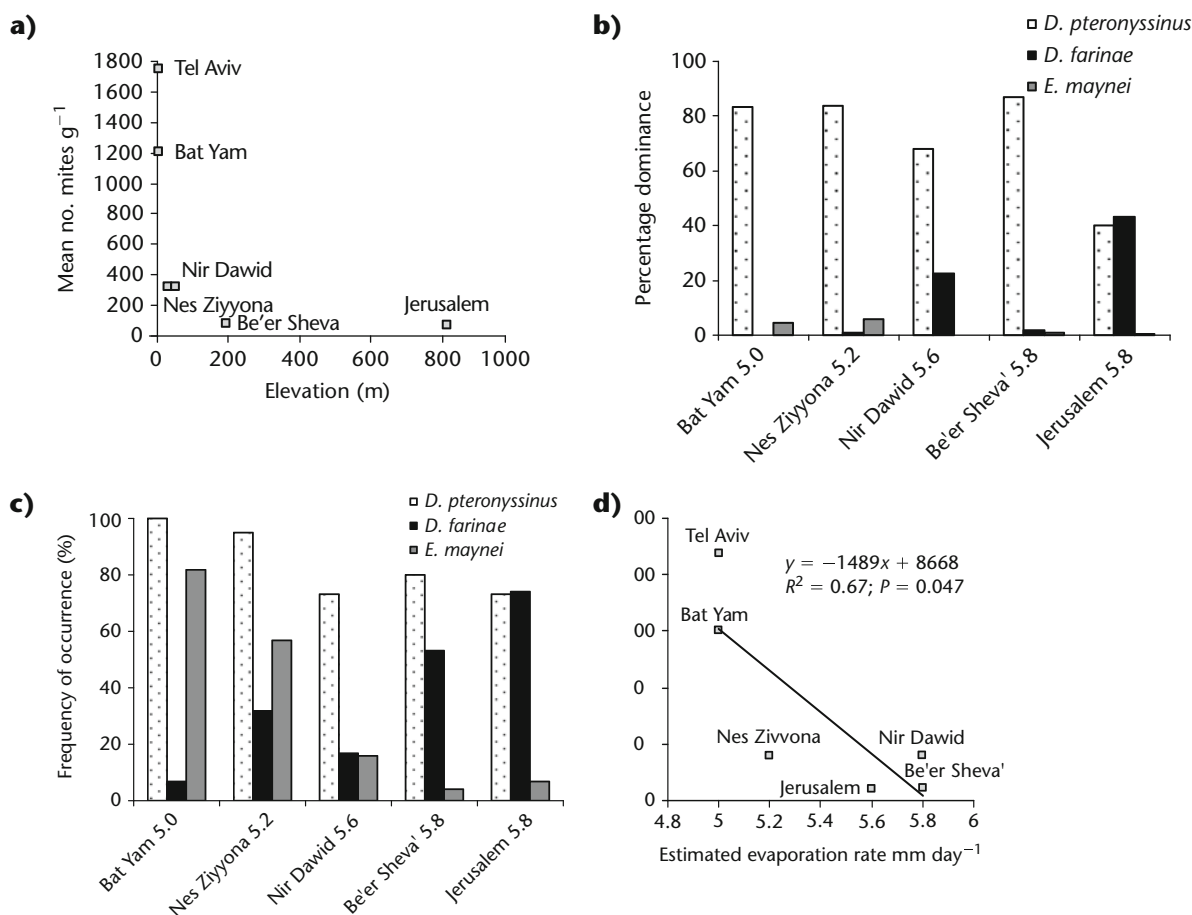 a)
1800
1600
1400
1200
1000
800
600
400
200
0
Mean no. mites g⁻¹
Tel Aviv
Bat Yam
Nir Dawid
Nes Ziyyona
Be'er Sheva
Jerusalem
0 200 400 600 800 1000
Elevation (m)
b)
D. pteronyssinus
D. farinae
E. maynei
100
80
60
40
20
0
Percentage dominance
Bat Yam 5.0
Nes Ziyyona 5.2
Nir Dawid 5.6
Be'er Sheva' 5.8
Jerusalem 5.8
c)
D. pteronyssinus
D. farinae
E. maynei
100
80
60
40
20
0
Frequency of occurrence (%)
Bat Yam 5.0
Nes Ziyyona 5.2
Nir Dawid 5.6
Be'er Sheva' 5.8
Jerusalem 5.8
d)
00
00
00
0
0
0
Tel Aviv
y = −1489x + 8668
R² = 0.67; P = 0.047
Bat Yam
Nes Zivvona
Nir Dawid
Be'er Sheva'
Jerusalem
4.8 5 5.2 5.4 5.6 5.8 6
Estimated evaporation rate mm day⁻¹